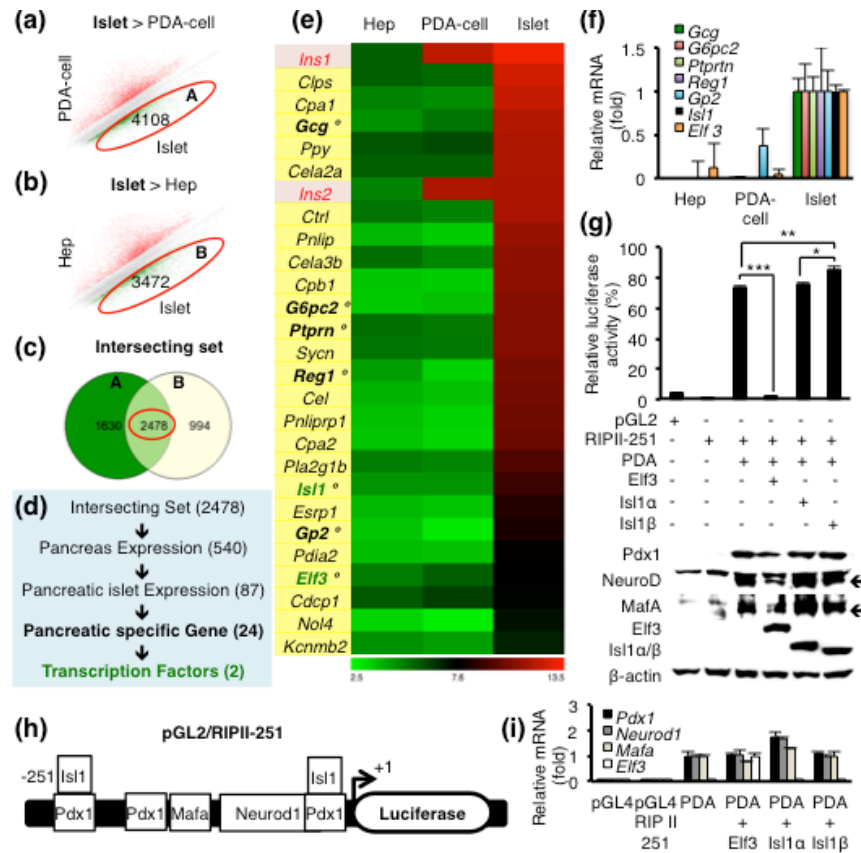 (a)
Islet > PDA-cell
PDA-cell
A
4108
Islet
(b)
Islet > Hep
Hep
B
3472
Islet
(c)
Intersecting set
A
B
1630
2478
994
(d)
Intersecting Set (2478)
Pancreas Expression (540)
Pancreatic islet Expression (87)
Pancreatic specific Gene (24)
Transcription Factors (2)
(e)
Hep
PDA-cell
Islet
Ins1
Clps
Cpa1
Gcg °
Ppy
Cela2a
Ins2
Ctrl
Pnlip
Cela3b
Cpb1
G6pc2 °
Ptprn °
Sycn
Reg1 °
Cel
Pnliprp1
Cpa2
Pla2g1b
Isl1 °
Esrp1
Gp2 °
Pdia2
Elf3 °
Cdcp1
Nol4
Kcnmb2
2.5
7.6
13.5
(f)
Relative mRNA (fold)
1.5
1
0.5
0
Gcg
G6pc2
Ptprtn
Reg1
Gp2
Isl1
Elf 3
Hep
PDA-cell
Islet
(g)
Relative luciferase activity (%)
100
80
60
40
20
0
**
***
*
pGL2 + - - - - -
RIPII-251 - + + + + +
PDA - - + + + +
Elf3 - - - + - -
Isl1α - - - - + -
Isl1β - - - - - +
Pdx1
NeuroD
MafA
Elf3
Isl1α/β
β-actin
(h)
pGL2/RIPII-251
-251
Isl1
Isl1
+1
Pdx1
Pdx1
Mafa
Neurod1
Pdx1
Luciferase
(i)
Relative mRNA (fold)
3
2
1
0
Pdx1
Neurod1
Mafa
Elf3
pGL4
pGL4 RIP II 251
PDA
PDA + Elf3
PDA + Isl1α
PDA + Isl1β